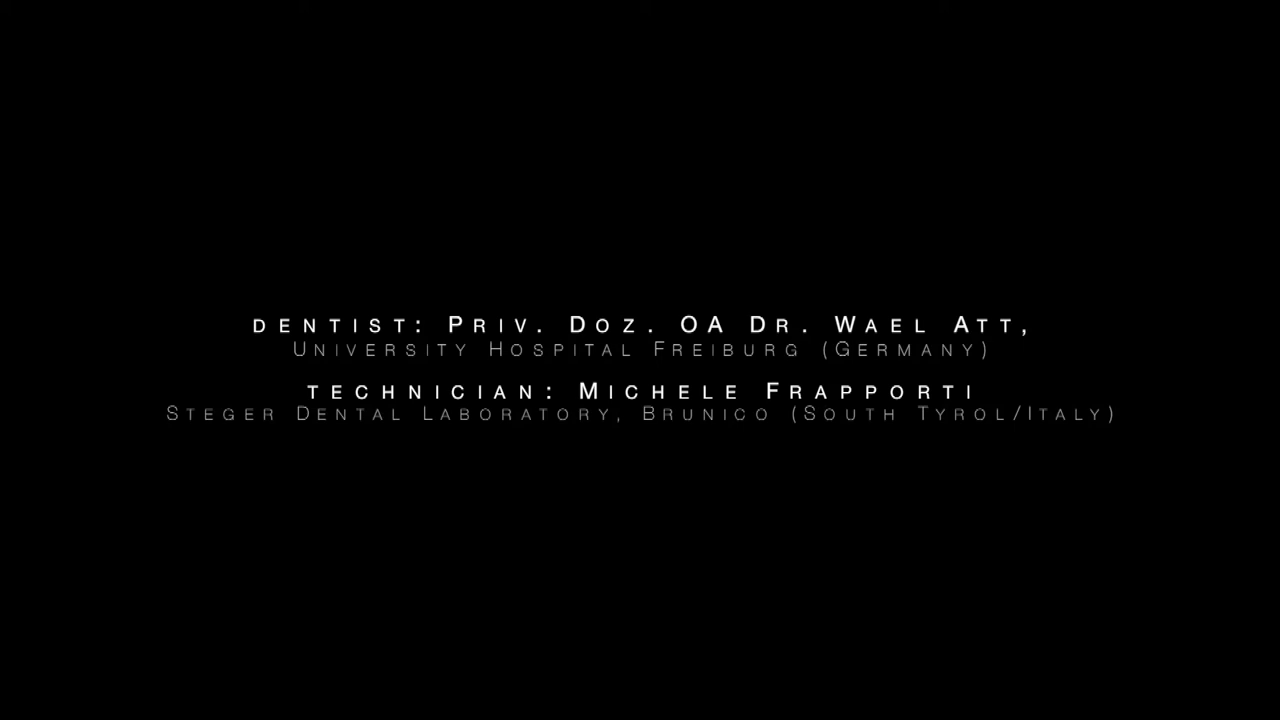 DENTIST: PRIV. DOZ. OA DR. WAEL ATT,
UNIVERSITY HOSPITAL FREIBURG (GERMANY)
TECHNICIAN: MICHELE FRAPPORTI
STEGER DENTAL LABORATORY, BRUNICO (SOUTH TYROL/ITALY)